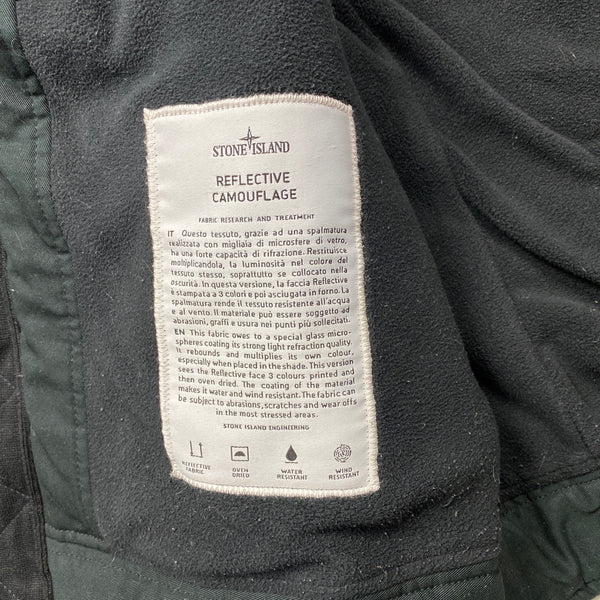 STONE ISLAND
REFLECTIVE
CAMOUFLAGE
FABRIC RESEARCH AND TREATMENT
IT Questo tessuto, grazie ad una spalmatura
realizzata con migliaia di microsfere di vetro,
ha una forte capacità di rifrazione. Restituisce
moltiplicandola, la luminosità nel colore del
tessuto stesso, soprattutto se collocato nella
oscurità. In questa versione, la faccia Reflective
è stampata a 3 colori e poi asciugata in forno. La
spalmatura rende il tessuto resistente all'acqua
e al vento. Il materiale può essere soggetto ad
abrasioni, graffi e usura nei punti più sollecitati.
EN This fabric owes to a special glass micro-
spheres coating its strong light refraction quality.
It rebounds and multiplies its own colour,
especially when placed in the shade. This version
sees the Reflective face 3 colours printed and
then oven dried. The coating of the material
makes it water and wind resistant. The fabric can
be subject to abrasions, scratches and wear offs
in the most stressed areas.
STONE ISLAND ENGINEERING
REFLECTIVE FABRIC
OVEN DRIED
WATER RESISTANT
WIND RESISTANT